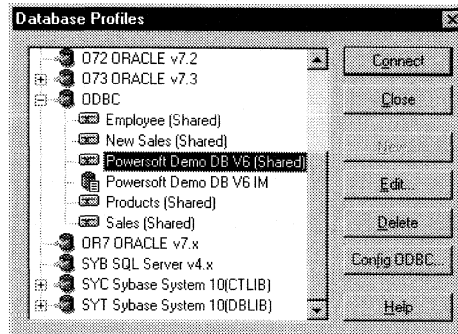 Database Profiles
O72 ORACLE v7.2
O73 ORACLE v7.3
ODBC
Employee (Shared)
New Sales (Shared)
Powersoft Demo DB V6 (Shared)
Powersoft Demo DB V6 IM
Products (Shared)
Sales (Shared)
OR7 ORACLE v7.x
SYB SQL Server v4.x
SYC Sybase System 10(CTLIB)
SYT Sybase System 10(DBLIB)
Connect
Close
New...
Edit...
Delete
Config ODBC...
Help